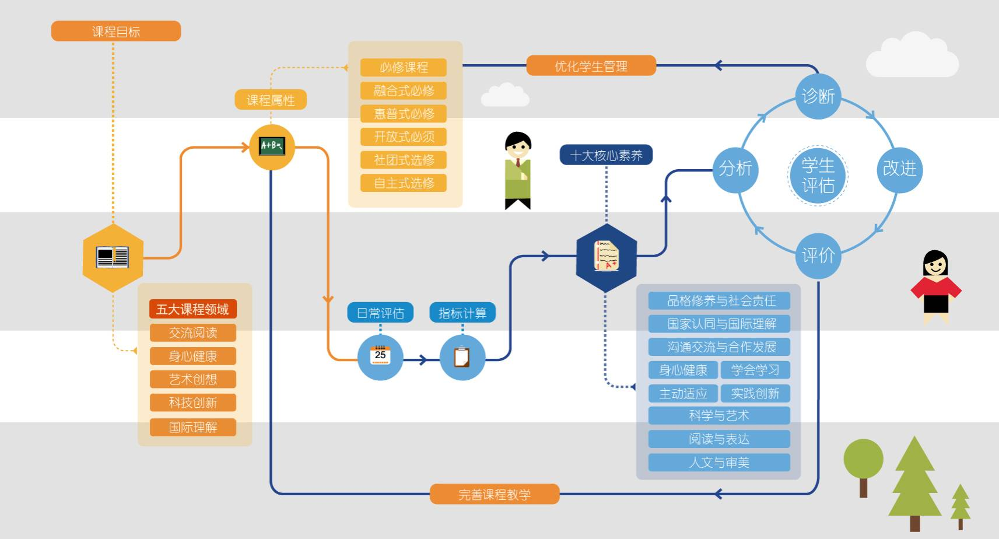 课程目标
课程属性
A+B=
必修课程
融合式必修
惠普式必修
开放式必须
社团式选修
自主式选修
优化学生管理
诊断
改进
评价
分析
学生
评估
十大核心素养
A+
五大课程领域
交流阅读
身心健康
艺术创想
科技创新
国际理解
日常评估
25
指标计算
品格修养与社会责任
国家认同与国际理解
沟通交流与合作发展
身心健康
学会学习
主动适应
实践创新
科学与艺术
阅读与表达
人文与审美
完善课程教学